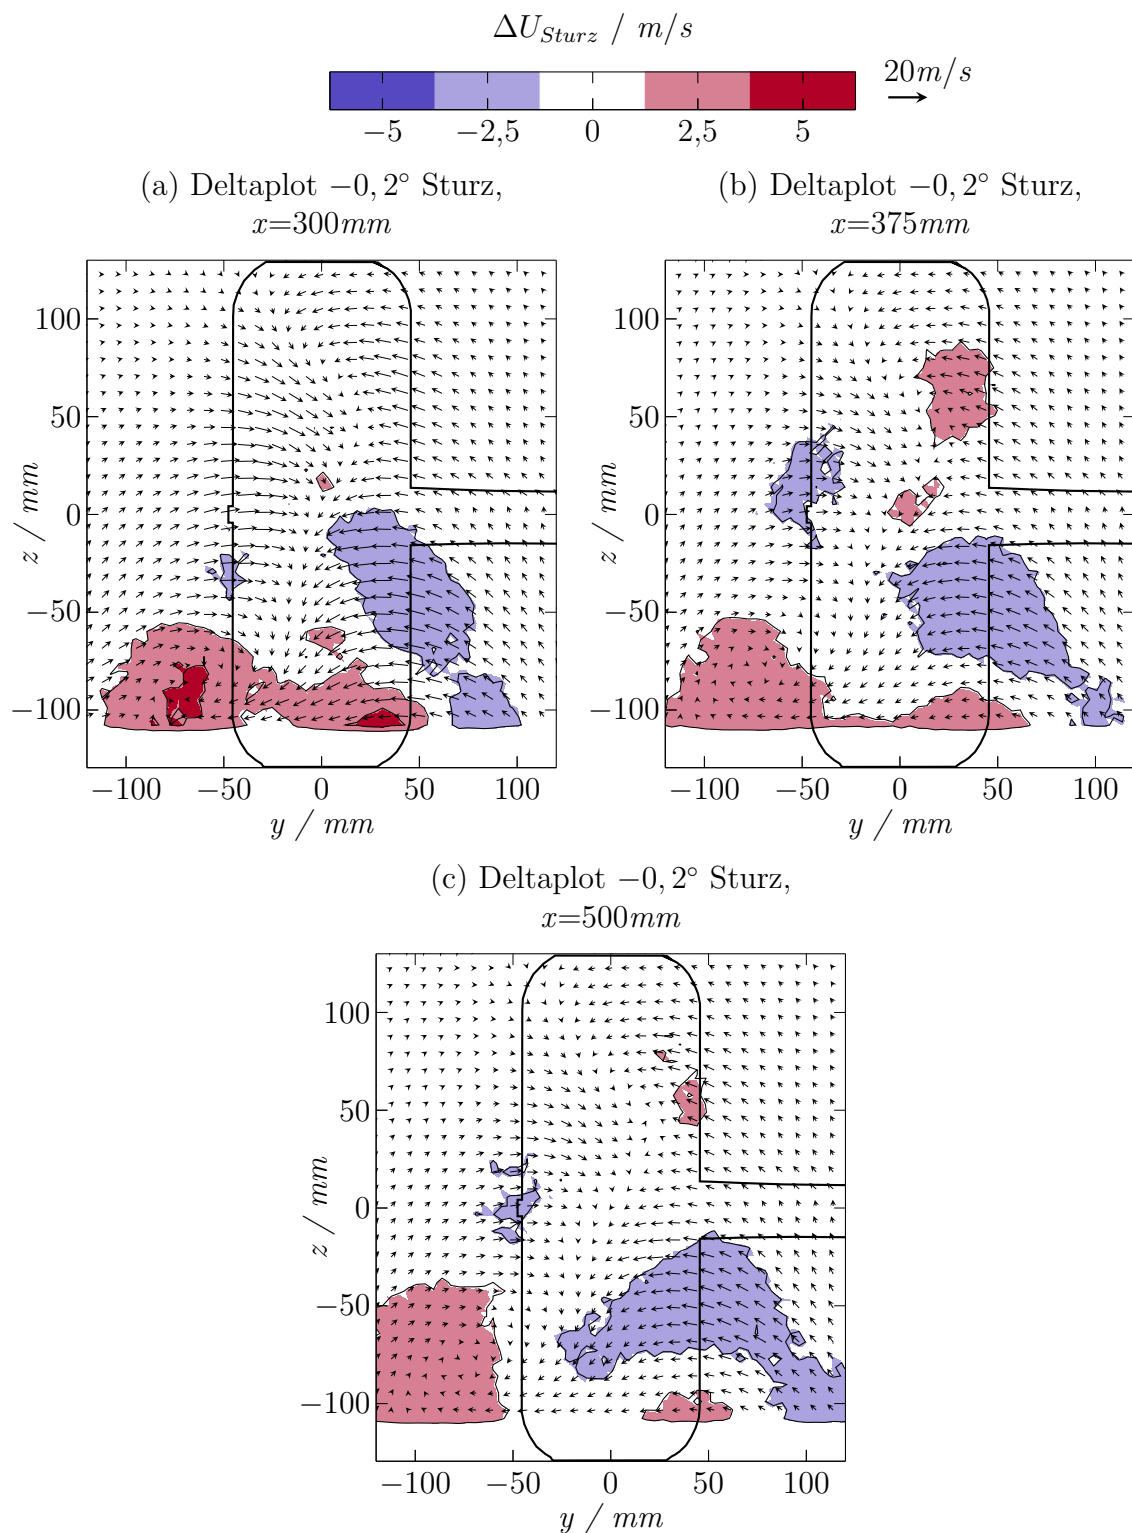 ΔU_{Sturz} / m/s
20m/s
−5 −2,5 0 2,5 5
(a) Deltaplot −0, 2° Sturz,
x=300mm
100
50
0
−50
−100
z / mm
−100 −50 0 50 100
y / mm
(b) Deltaplot −0, 2° Sturz,
x=375mm
100
50
0
−50
−100
z / mm
−100 −50 0 50 100
y / mm
(c) Deltaplot −0, 2° Sturz,
x=500mm
100
50
0
−50
−100
z / mm
−100 −50 0 50 100
y / mm